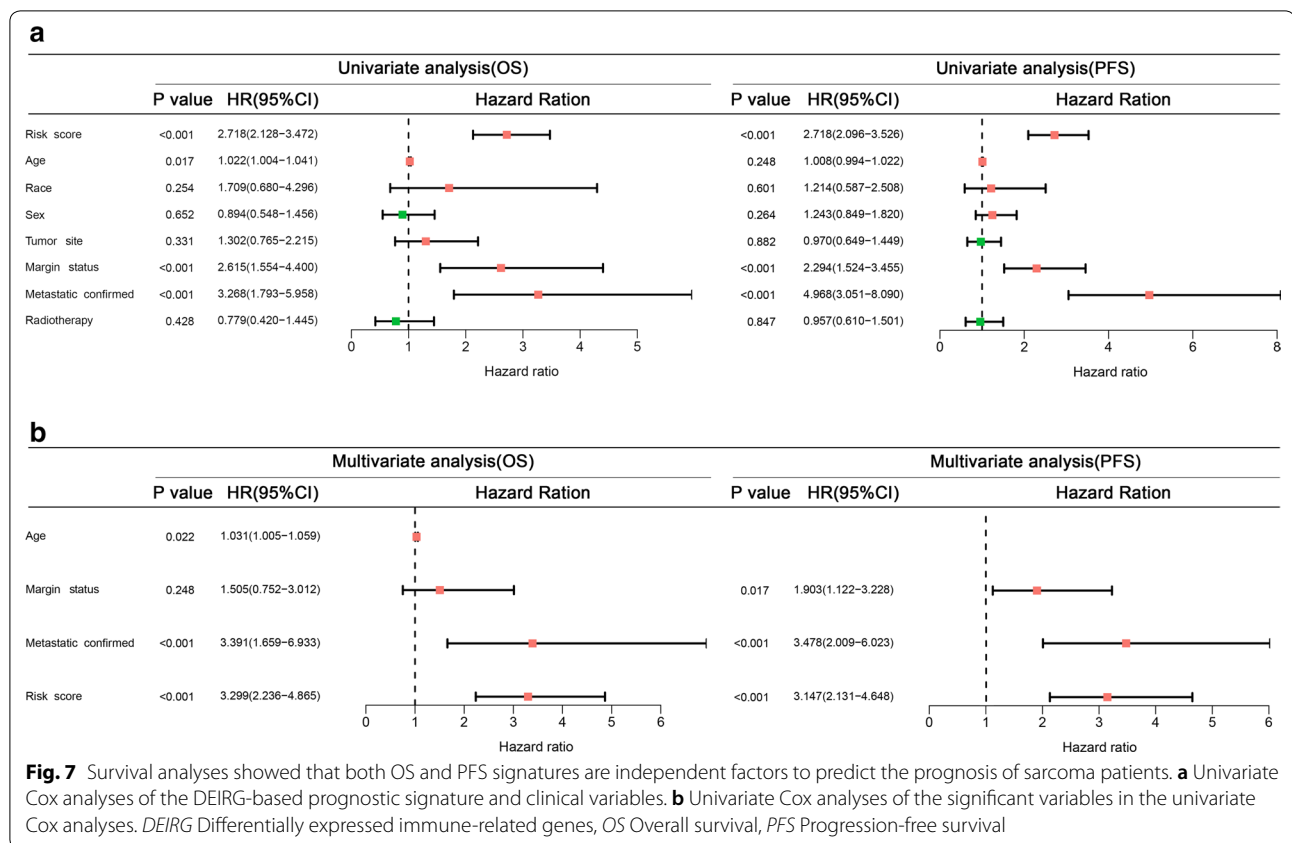 a
Univariate analysis(OS) Univariate analysis(PFS)
P value HR(95%CI) Hazard Ration P value HR(95%CI) Hazard Ration
Risk score <0.001 2.718(2.128−3.472) <0.001 2.718(2.096−3.526)
Age 0.017 1.022(1.004−1.041) 0.248 1.008(0.994−1.022)
Race 0.254 1.709(0.680−4.296) 0.601 1.214(0.587−2.508)
Sex 0.652 0.894(0.548−1.456) 0.264 1.243(0.849−1.820)
Tumor site 0.331 1.302(0.765−2.215) 0.882 0.970(0.649−1.449)
Margin status <0.001 2.615(1.554−4.400) <0.001 2.294(1.524−3.455)
Metastatic confirmed <0.001 3.268(1.793−5.958) <0.001 4.968(3.051−8.090)
Radiotherapy 0.428 0.779(0.420−1.445) 0.847 0.957(0.610−1.501)
0 1 2 3 4 5 0 2 4 6 8
Hazard ratio Hazard ratio
b
Multivariate analysis(OS) Multivariate analysis(PFS)
P value HR(95%CI) Hazard Ration P value HR(95%CI) Hazard Ration
Age 0.022 1.031(1.005−1.059)
Margin status 0.248 1.505(0.752−3.012) 0.017 1.903(1.122−3.228)
Metastatic confirmed <0.001 3.391(1.659−6.933) <0.001 3.478(2.009−6.023)
Risk score <0.001 3.299(2.236−4.865) <0.001 3.147(2.131−4.648)
0 1 2 3 4 5 6 0 1 2 3 4 5 6
Hazard ratio Hazard ratio
Fig. 7 Survival analyses showed that both OS and PFS signatures are independent factors to predict the prognosis of sarcoma patients. a Univariate
Cox analyses of the DEIRG-based prognostic signature and clinical variables. b Univariate Cox analyses of the significant variables in the univariate
Cox analyses. DEIRG Differentially expressed immune-related genes, OS Overall survival, PFS Progression-free survival